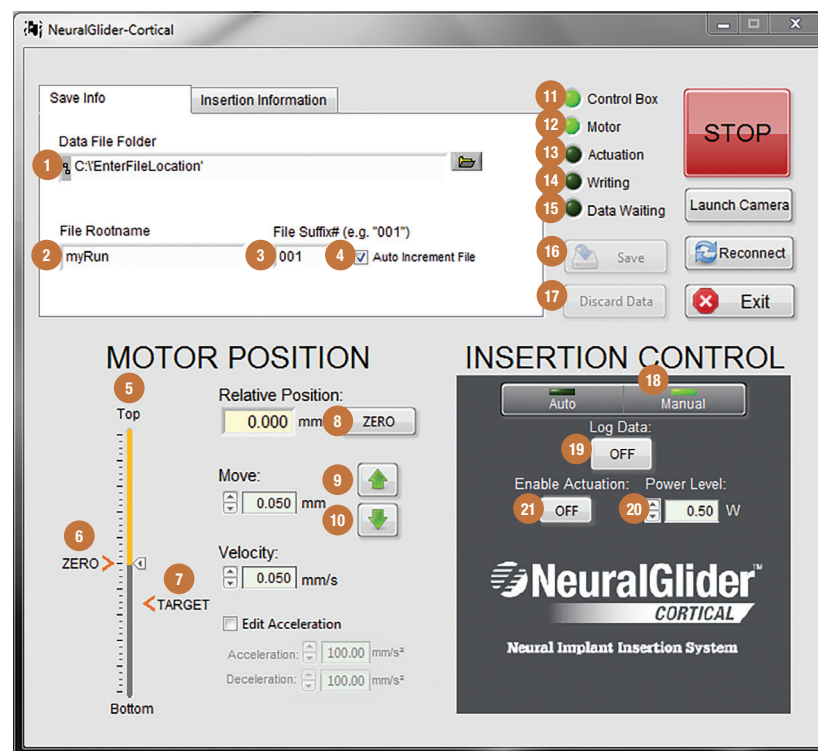 NeuralGlider-Cortical
Save Info
Insertion Information
Data File Folder
1 C:\'EnterFileLocation'
File Rootname
File Suffix# (e.g. "001")
2 myRun
3 001
4 Auto Increment File
11 Control Box
12 Motor
13 Actuation
14 Writing
15 Data Waiting
16 Save
17 Discard Data
STOP
Launch Camera
Reconnect
Exit
MOTOR POSITION
5
Top
6
ZERO
7
TARGET
Bottom
Relative Position:
0.000 mm 8 ZERO
Move:
9
0.050 mm
10
Velocity:
0.050 mm/s
Edit Acceleration
Acceleration: 100.00 mm/s²
Deceleration: 100.00 mm/s²
INSERTION CONTROL
18
Auto Manual
Log Data:
19 OFF
Enable Actuation: Power Level:
21 OFF 20 0.50 W
NeuralGlider™
CORTICAL
Neural Implant Insertion System